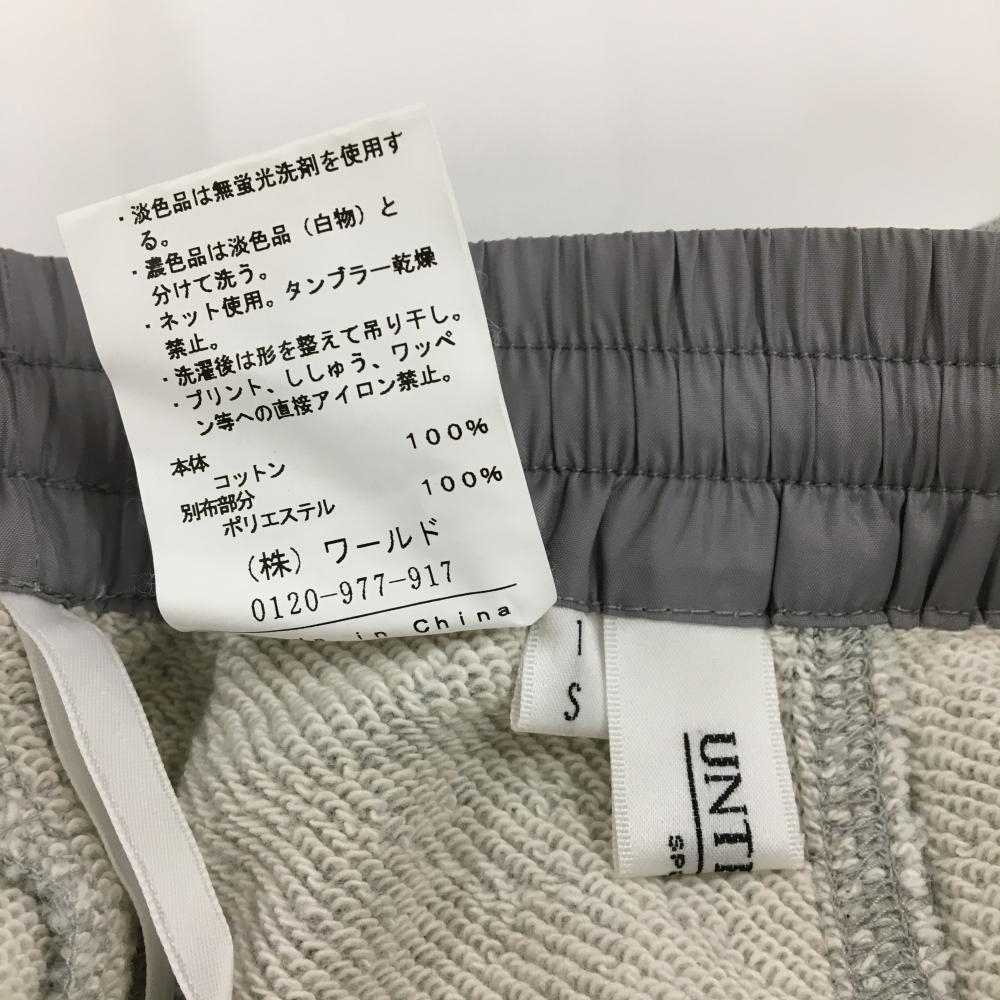 ・淡色品は無蛍光洗剤を使用す
る。
・濃色品は淡色品（白物）と
分けて洗う。
・ネット使用。タンブラー乾燥
禁止。
・洗濯後は形を整えて吊り干し。
・プリント、ししゅう、ワッペ
ン等への直接アイロン禁止。
本体
コットン 100%
別布部分
ポリエステル 100%
（株）ワールド
0120-977-917
in China
1
S
UNT
SP